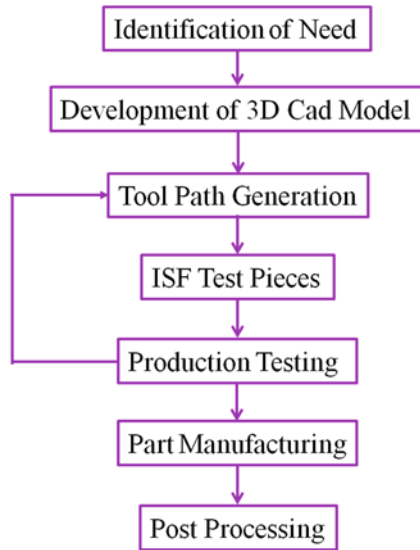 Identification of Need
Development of 3D Cad Model
Tool Path Generation
ISF Test Pieces
Production Testing
Part Manufacturing
Post Processing